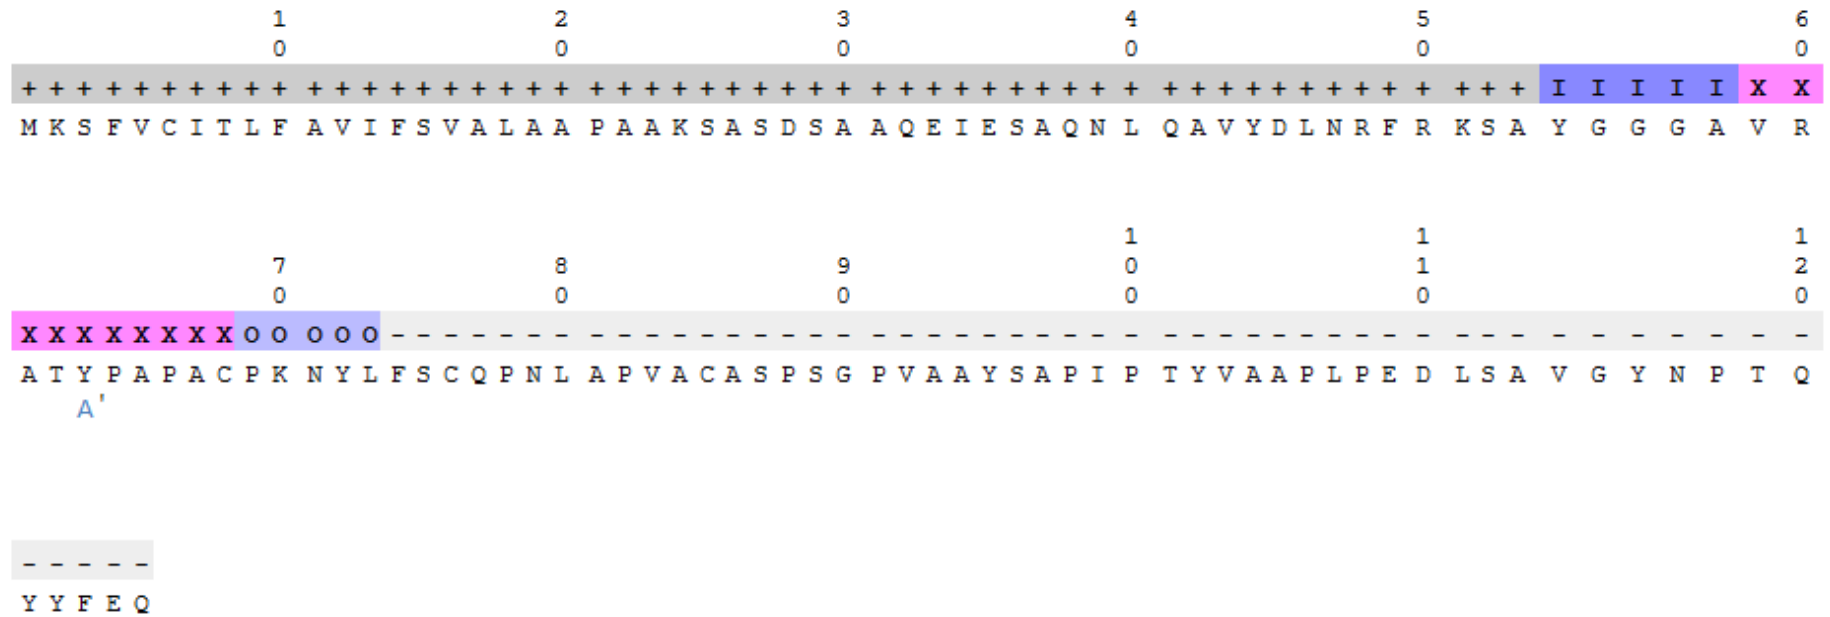 1 2 3 4 5 6
0 0 0 0 0 0
+ + + + + + + + + + + + + + + + + + + + + + + + + + + + + + + + + + + + + + + + + + + + + + + + + + + + + I I I I I X X
M K S F V C I T L F A V I F S V A L A A P A A K S A S D S A A Q E I E S A Q N L Q A V Y D L N R F R K S A Y G G G A V R
1 1 1
7 8 9 0 1 2
0 0 0 0 0 0
X X X X X X X X O O O O O - - - - - - - - - - - - - - - - - - - - - - - - - - - - - - - - - - - - - - - - - - - - - - -
A T Y P A P A C P K N Y L F S C Q P N L A P V A C A S P S G P V A A Y S A P I P T Y V A A P L P E D L S A V G Y N P T Q
A'
- - - - -
Y Y F E Q